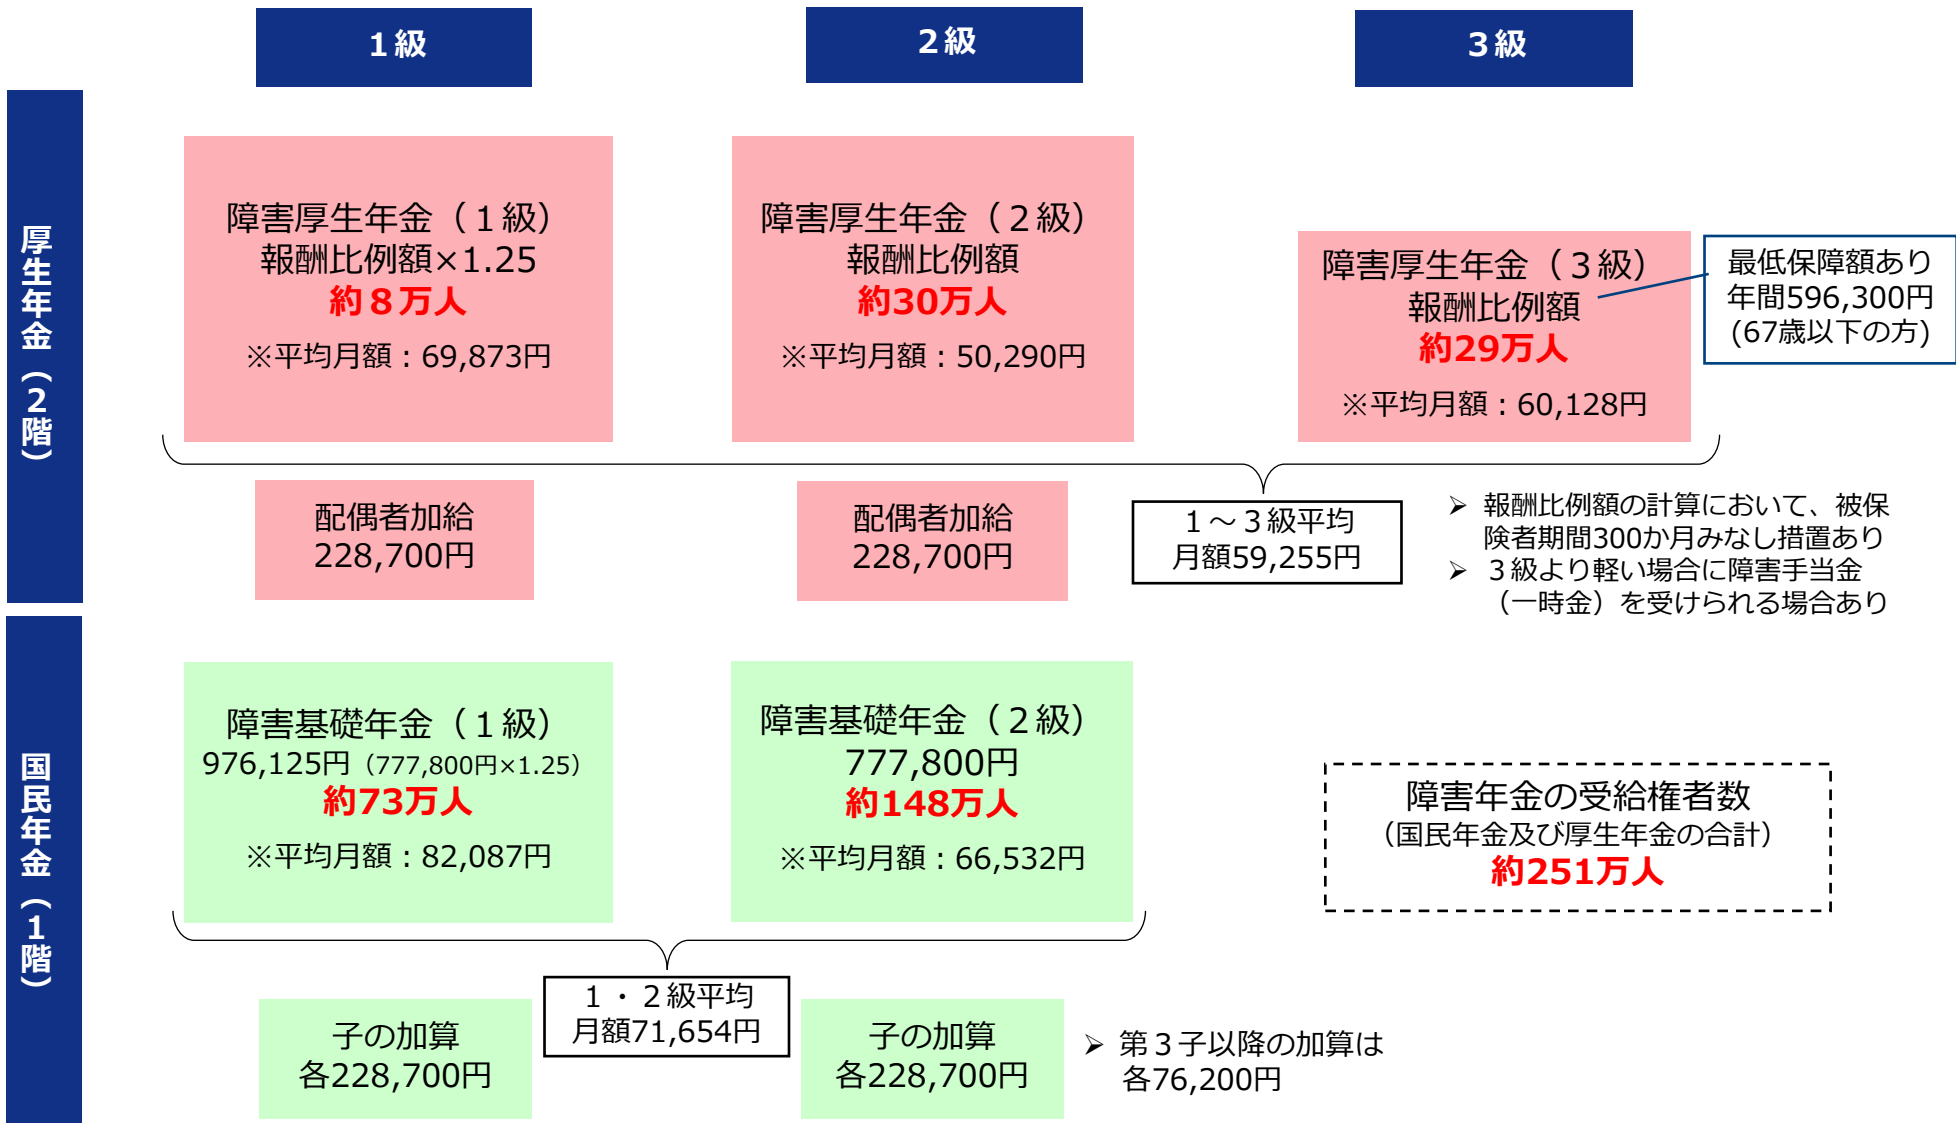 １級
２級
３級
厚生年金（２階）
障害厚生年金（１級）
報酬比例額×1.25
約８万人
※平均月額：69,873円
障害厚生年金（２級）
報酬比例額
約30万人
※平均月額：50,290円
障害厚生年金（３級）
報酬比例額
約29万人
※平均月額：60,128円
最低保障額あり
年間596,300円
(67歳以下の方)
配偶者加給
228,700円
配偶者加給
228,700円
１～３級平均
月額59,255円
➢ 報酬比例額の計算において、被保
険者期間300か月みなし措置あり
➢ ３級より軽い場合に障害手当金
（一時金）を受けられる場合あり
国民年金（１階）
障害基礎年金（１級）
976,125円（777,800円×1.25）
約73万人
※平均月額：82,087円
障害基礎年金（２級）
777,800円
約148万人
※平均月額：66,532円
障害年金の受給権者数
（国民年金及び厚生年金の合計）
約251万人
１・２級平均
月額71,654円
子の加算
各228,700円
子の加算
各228,700円
➢ 第３子以降の加算は
各76,200円